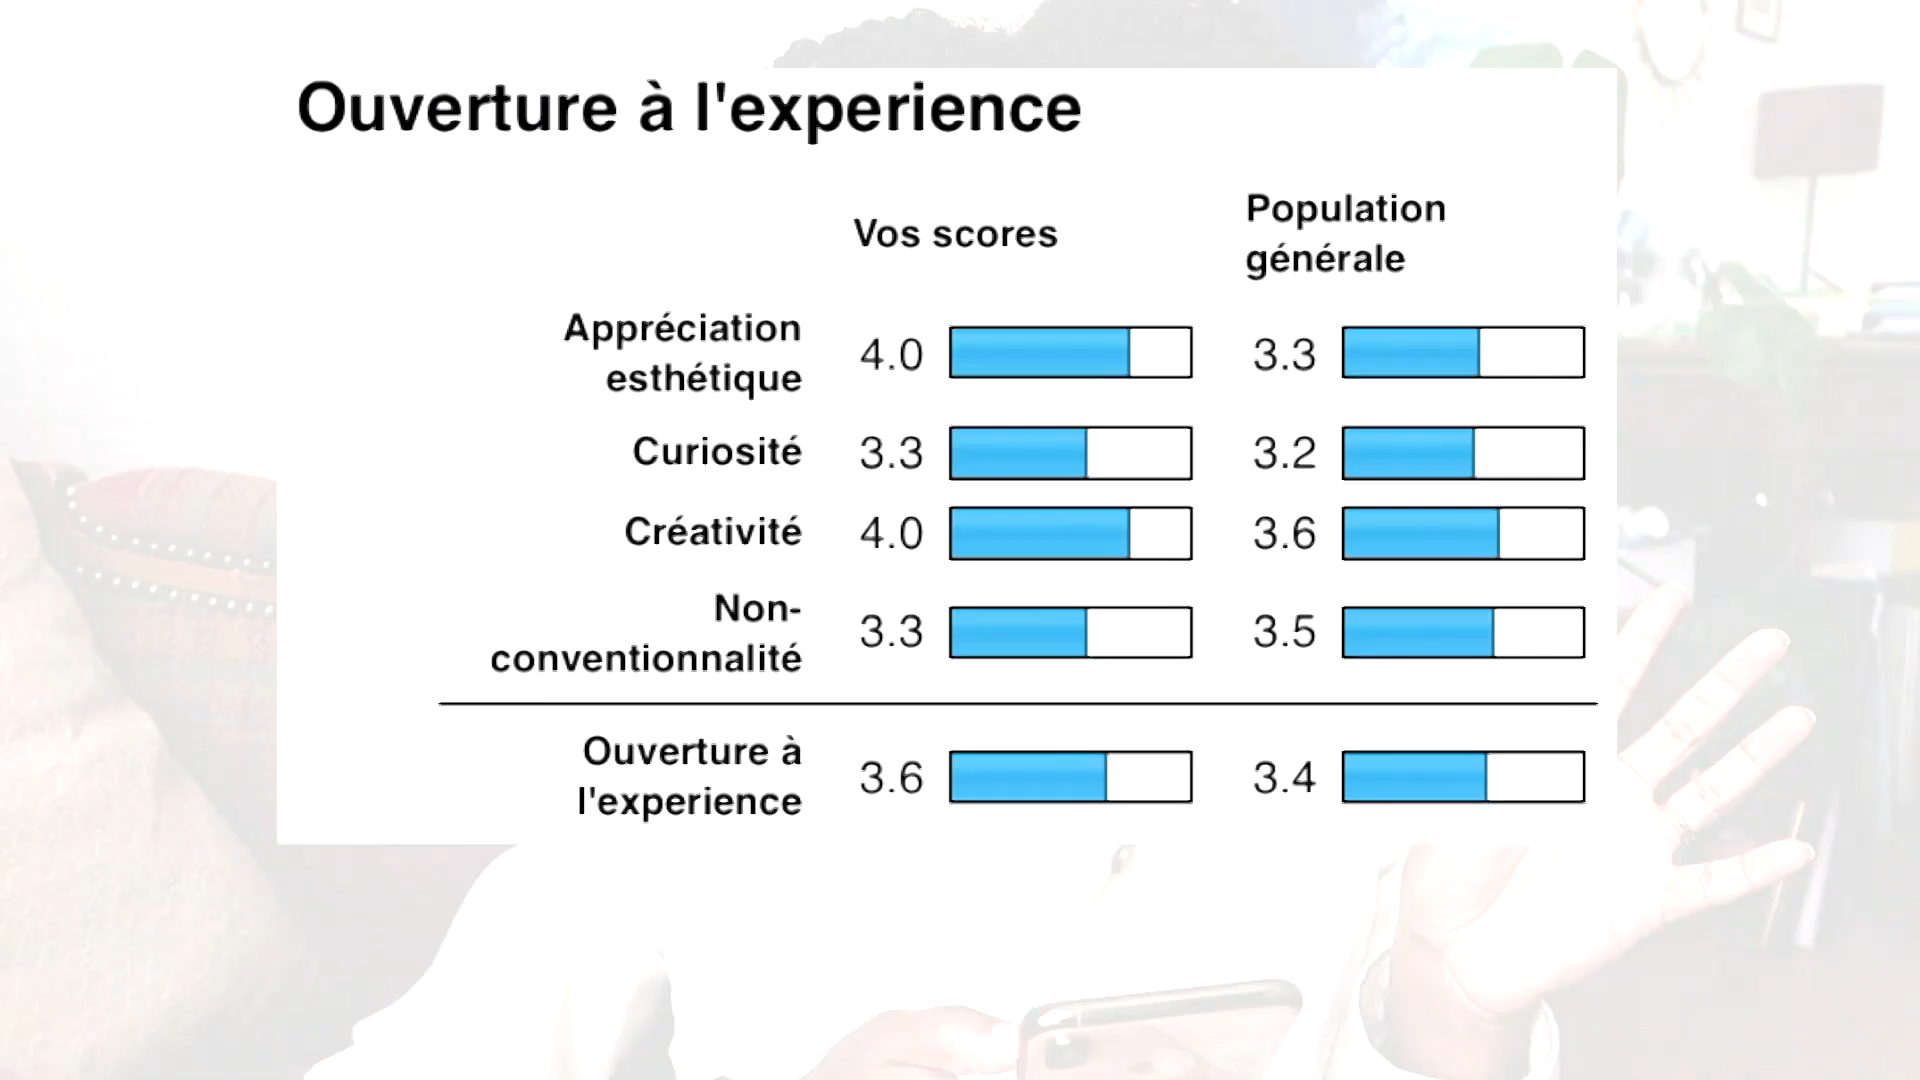 Ouverture à l'experience
Vos scores
Population
générale
Appréciation
esthétique
4.0
3.3
Curiosité
3.3
3.2
Créativité
4.0
3.6
Non-
conventionnalité
3.3
3.5
Ouverture à
l'experience
3.6
3.4